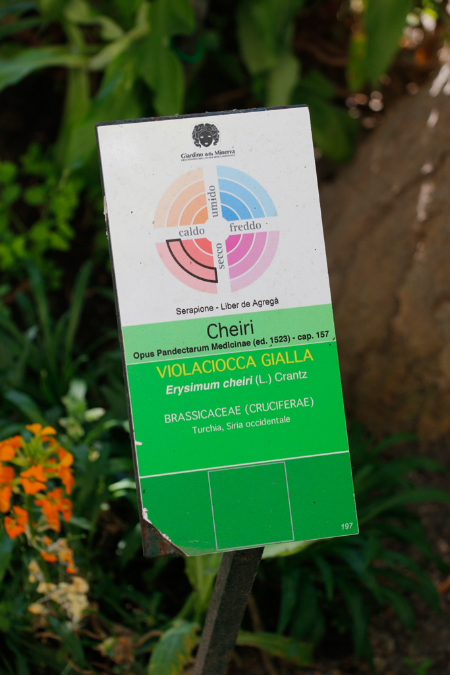 Giardino della Minerva
umido
caldo
freddo
secco
Serapione - Liber de Agregà
Cheiri
Opus Pandectarum Medicinae (ed. 1523) - cap. 157
VIOLACIOCCA GIALLA
Erysimum cheiri (L.) Crantz
BRASSICACEAE (CRUCIFERAE)
Turchia, Siria occidentale
197